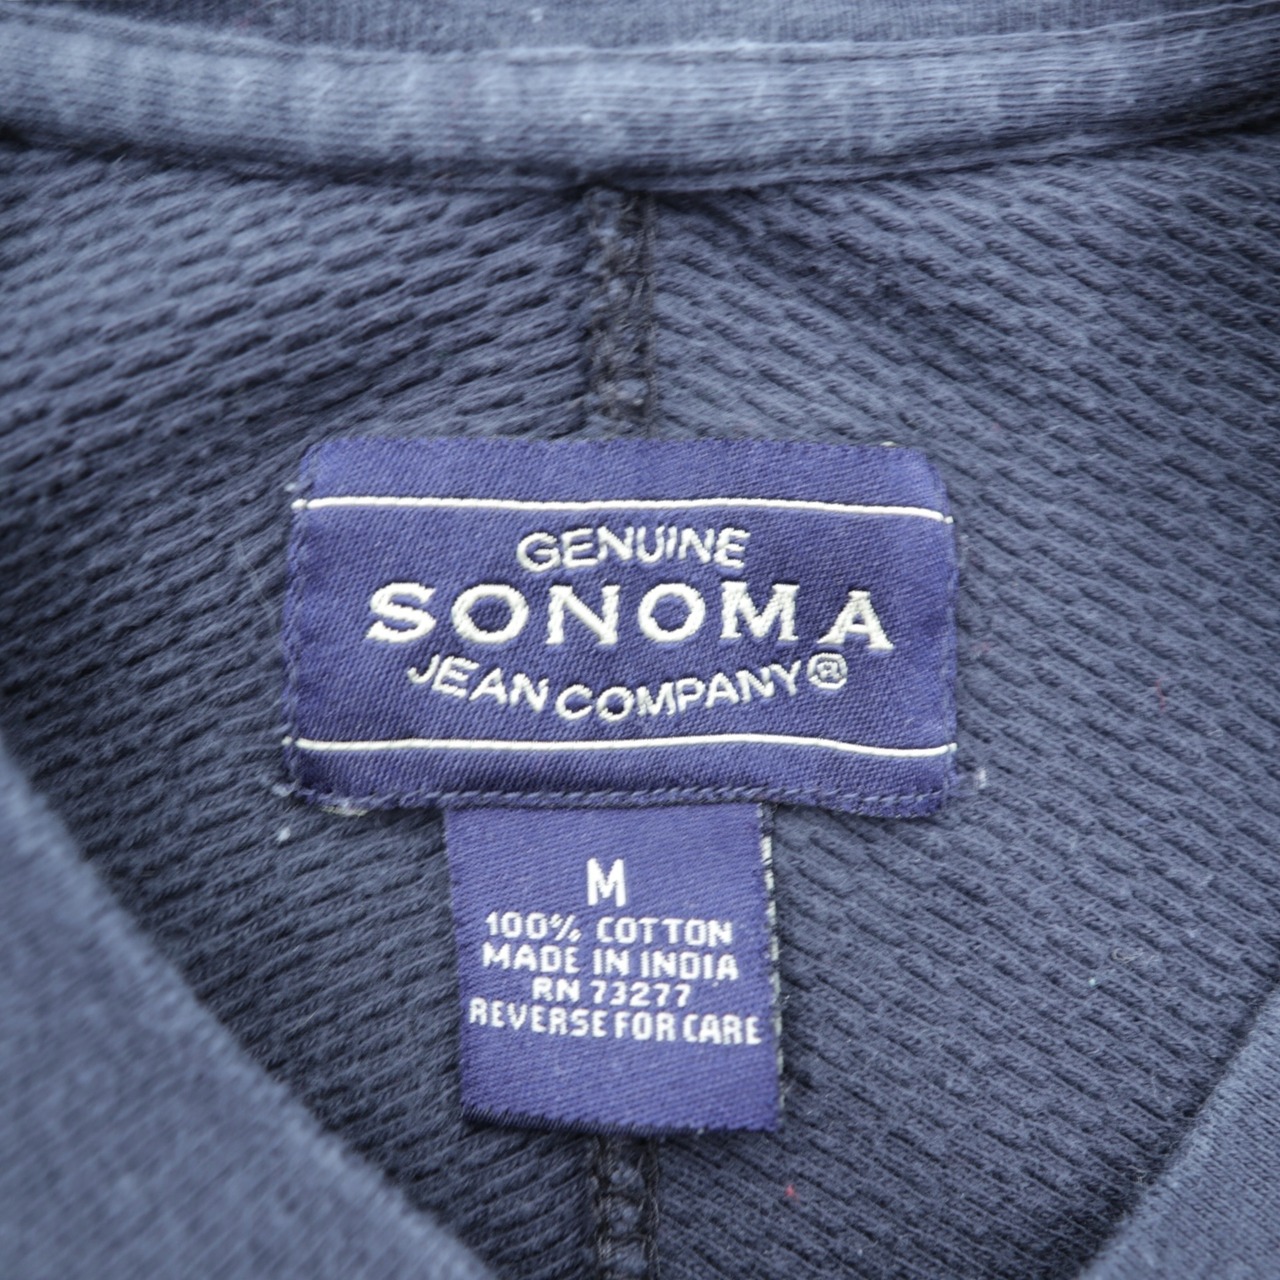 GENUINE
SONOMA
JEAN COMPANY®
M
100% COTTON
MADE IN INDIA
RN 73277
REVERSE FOR CARE